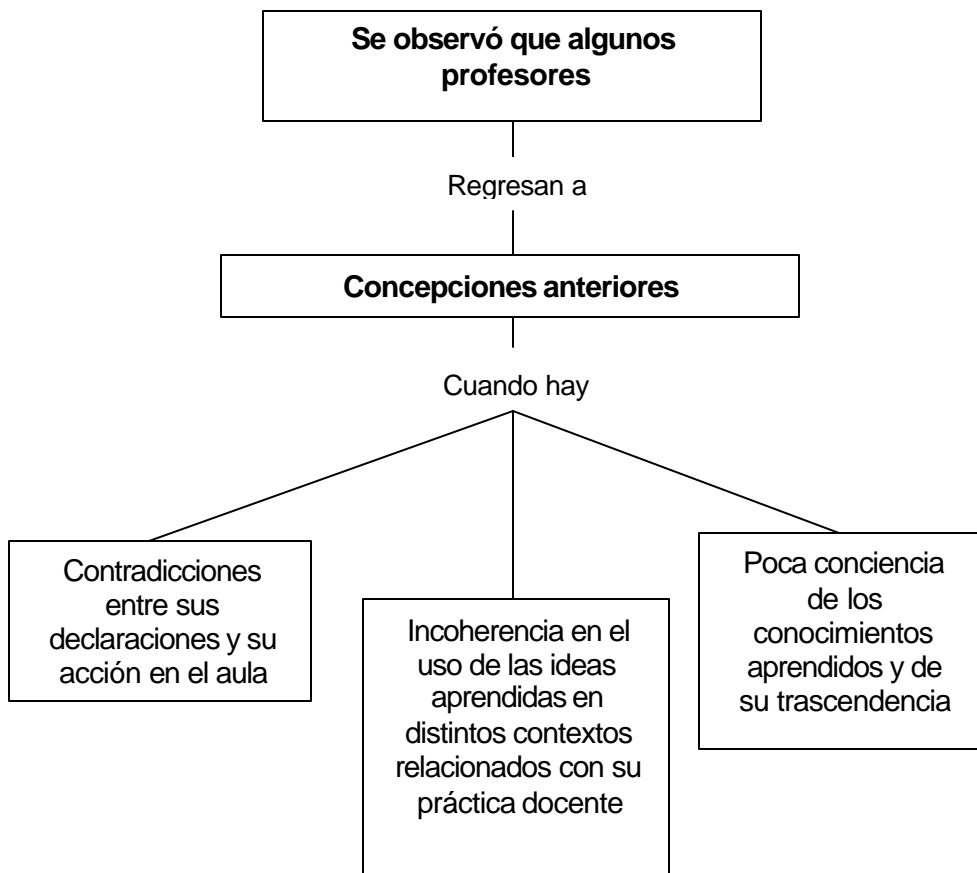 Se observó que algunos
profesores
Regresan a
Concepciones anteriores
Cuando hay
Contradicciones
entre sus
declaraciones y su
acción en el aula
Incoherencia en el
uso de las ideas
aprendidas en
distintos contextos
relacionados con su
práctica docente
Poca conciencia
de los
conocimientos
aprendidos y de
su trascendencia